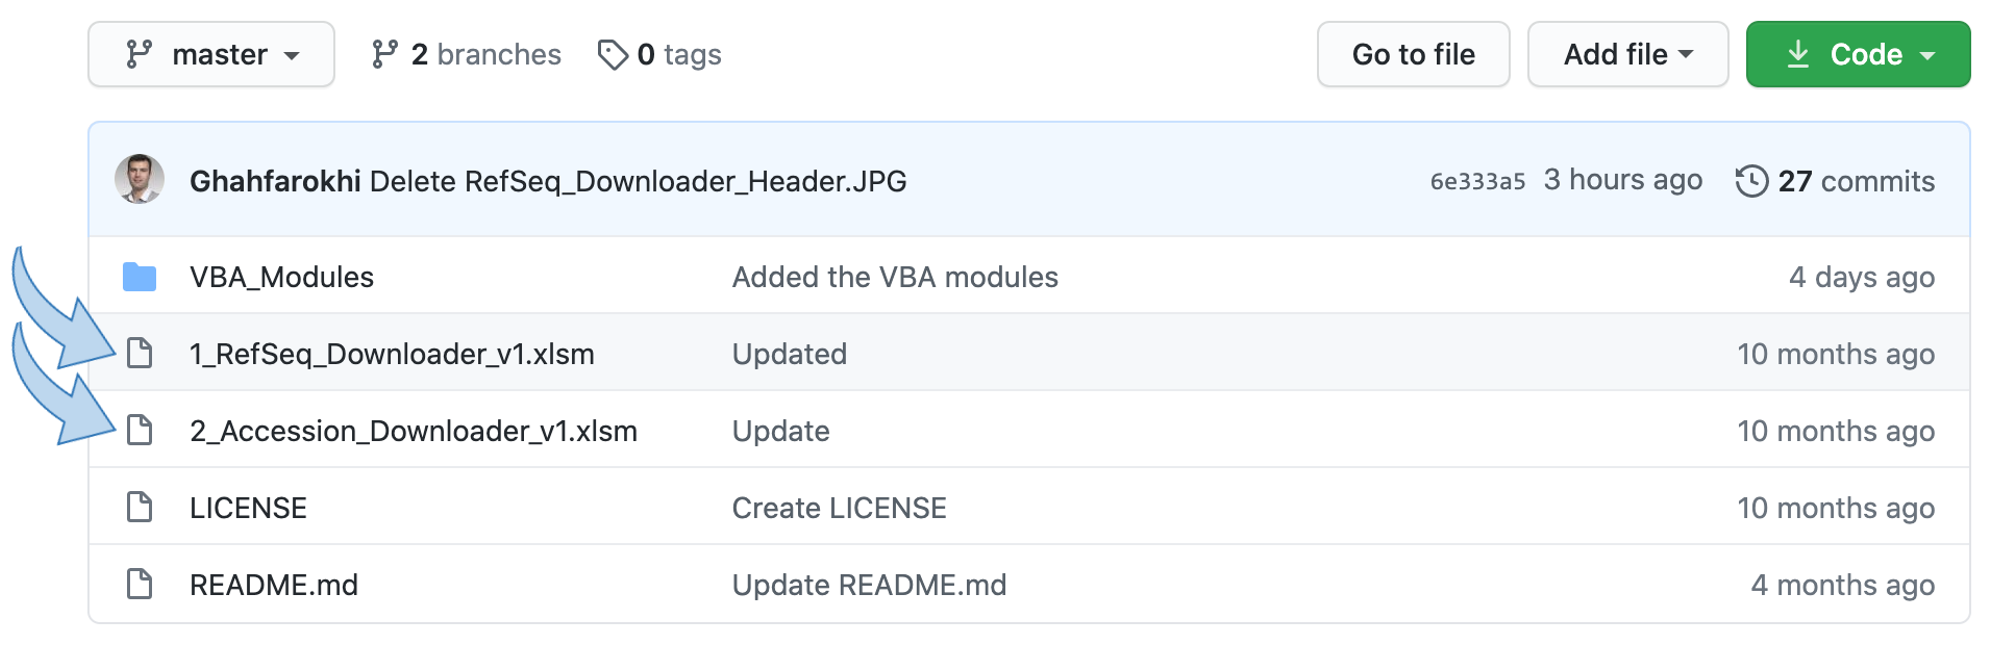 master 2 branches 0 tags Go to file Add file Code
Ghahfarokhi Delete RefSeq_Downloader_Header.JPG 6e333a5 3 hours ago 27 commits
VBA_Modules Added the VBA modules 4 days ago
1_RefSeq_Downloader_v1.xlsm Updated 10 months ago
2_Accession_Downloader_v1.xlsm Update 10 months ago
LICENSE Create LICENSE 10 months ago
README.md Update README.md 4 months ago